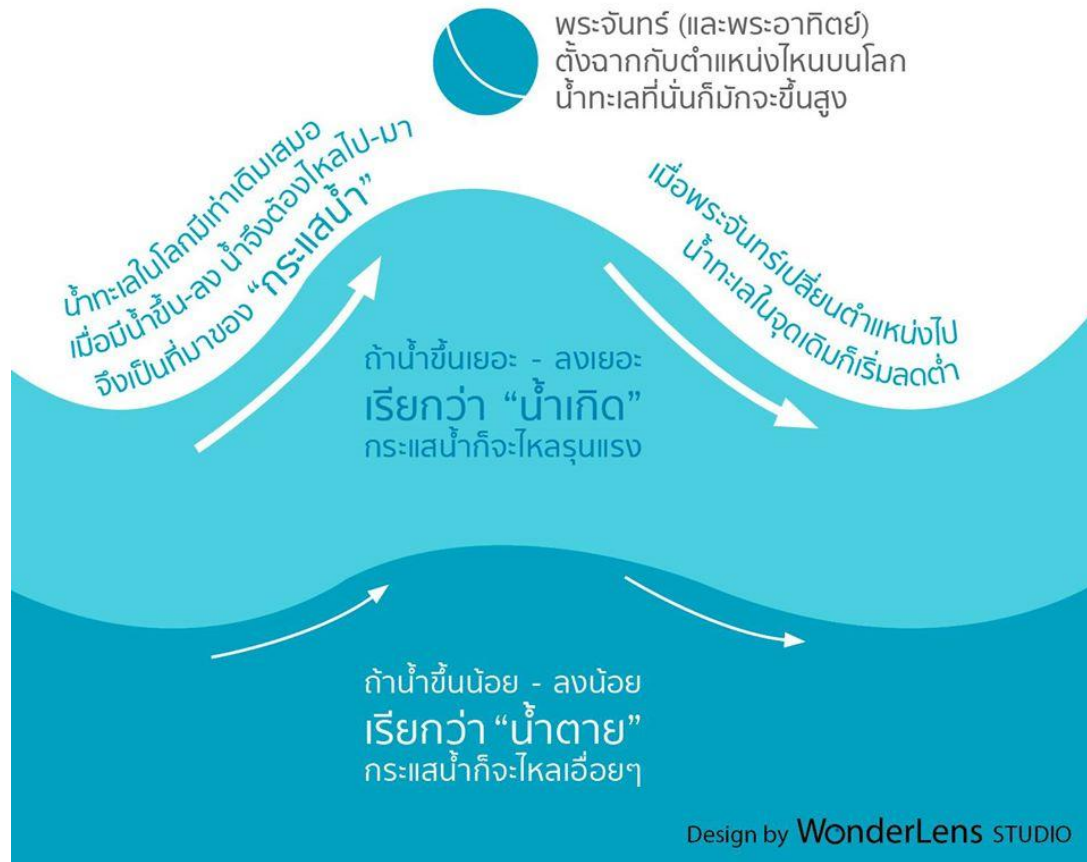 พระจันทร์ (และพระอาทิตย์)
ตั้งฉากกับตำแหน่งไหนบนโลก
น้ำทะเลที่นั่นก็มักจะขึ้นสูง
น้ำทะเลในโลกมีเท่าเดิมเสมอ
เมื่อมีน้ำขึ้น-ลง น้ำจึงต้องไหลไป-มา
จึงเป็นที่มาของ “กระแสน้ำ”
เมื่อพระจันทร์เปลี่ยนตำแหน่งไป
น้ำทะเลในจุดเดิมก็เริ่มลดต่ำ
ถ้าน้ำขึ้นเยอะ - ลงเยอะ
เรียกว่า “น้ำเกิด”
กระแสน้ำก็จะไหลรุนแรง
ถ้าน้ำขึ้นน้อย - ลงน้อย
เรียกว่า “น้ำตาย”
กระแสน้ำก็จะไหลเอื่อยๆ
Design by WonderLens STUDIO